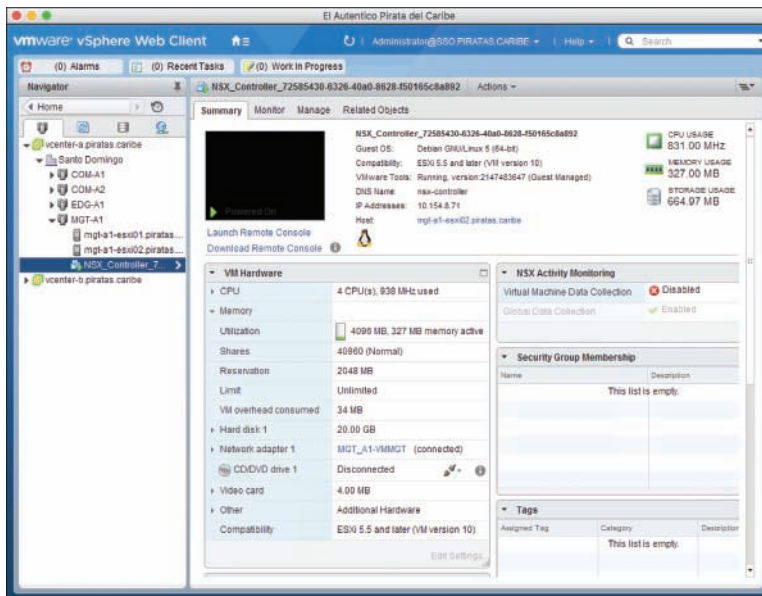 El Autentico Pirata del Caribe
vmware vSphere Web Client
Administrator@SSO.PIRATAS.CARIBE
Help
Search
(0) Alarms
(0) Recent Tasks
(0) Work In Progress
Navigator
Home
vcenter-a.piratas.caribe
Santo Domingo
COM-A1
COM-A2
EDG-A1
MGT-A1
mgt-a1-esxi01.piratas...
mgt-a1-esxi02.piratas...
NSX_Controller_7...
vcenter-b.piratas.caribe
NSX_Controller_72585430-6326-40a0-8628-f50165c8a892 Actions
Summary Monitor Manage Related Objects
Powered On
Launch Remote Console
Download Remote Console
NSX_Controller_72585430-6326-40a0-8628-f50165c8a892
Guest OS: Debian GNU/Linux 5 (64-bit)
Compatibility: ESXi 5.5 and later (VM version 10)
VMware Tools: Running, version:2147483647 (Guest Managed)
DNS Name: nsx-controller
IP Addresses: 10.154.8.71
Host: mgt-a1-esxi02.piratas.caribe
CPU USAGE
831.00 MHz
MEMORY USAGE
327.00 MB
STORAGE USAGE
664.97 MB
VM Hardware
CPU 4 CPU(s), 938 MHz used
Memory
Utilization 4096 MB, 327 MB memory active
Shares 40960 (Normal)
Reservation 2048 MB
Limit Unlimited
VM overhead consumed 34 MB
Hard disk 1 20.00 GB
Network adapter 1 MGT_A1-VMMGT (connected)
CD/DVD drive 1 Disconnected
Video card 4.00 MB
Other Additional Hardware
Compatibility ESXi 5.5 and later (VM version 10)
Edit Settings...
NSX Activity Monitoring
Virtual Machine Data Collection Disabled
Global Data Collection Enabled
Security Group Membership
Name Description
This list is empty.
Tags
Assigned Tag Category Description
This list is empty.